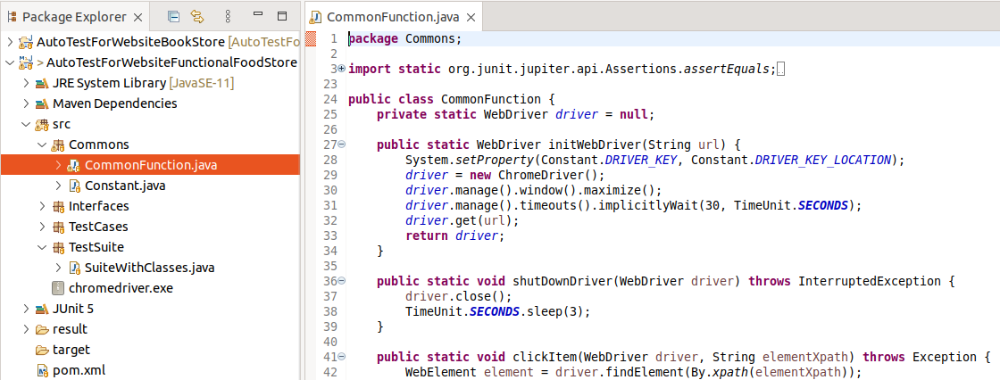 Package Explorer
AutoTestForWebsiteBookStore [AutoTestFo
> AutoTestForWebsiteFunctionalFoodStore
JRE System Library [JavaSE-11]
Maven Dependencies
src
Commons
CommonFunction.java
Constant.java
Interfaces
TestCases
TestSuite
SuiteWithClasses.java
chromedriver.exe
JUnit 5
result
target
pom.xml
CommonFunction.java
1 package Commons;
2
3 import static org.junit.jupiter.api.Assertions.assertEquals;
23
24 public class CommonFunction {
25 private static WebDriver driver = null;
26
27 public static WebDriver initWebDriver(String url) {
28 System.setProperty(Constant.DRIVER_KEY, Constant.DRIVER_KEY_LOCATION);
29 driver = new ChromeDriver();
30 driver.manage().window().maximize();
31 driver.manage().timeouts().implicitlyWait(30, TimeUnit.SECONDS);
32 driver.get(url);
33 return driver;
34 }
35
36 public static void shutDownDriver(WebDriver driver) throws InterruptedException {
37 driver.close();
38 TimeUnit.SECONDS.sleep(3);
39 }
40
41 public static void clickItem(WebDriver driver, String elementXpath) throws Exception {
42 WebElement element = driver.findElement(By.xpath(elementXpath));